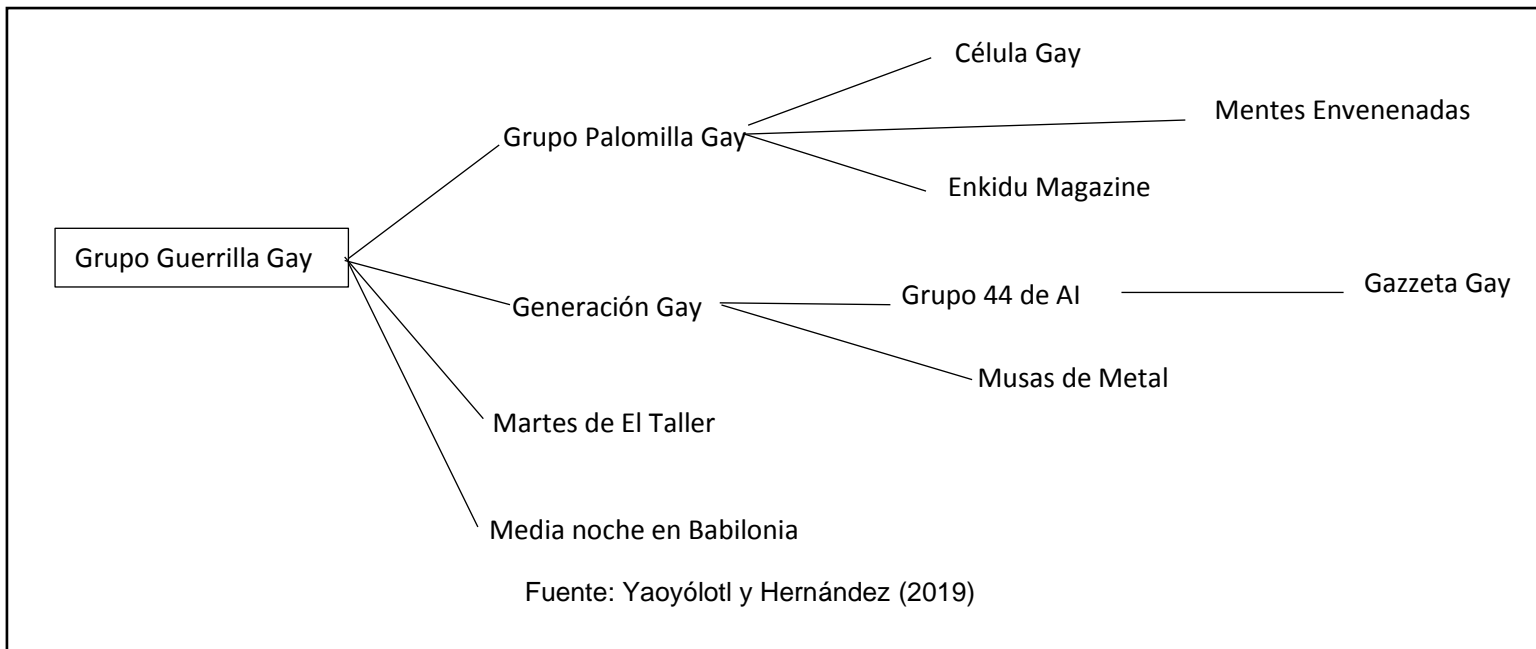 Célula Gay
Mentes Envenenadas
Grupo Palomilla Gay
Enkidu Magazine
Grupo Guerrilla Gay
Generación Gay
Grupo 44 de AI
Gazzeta Gay
Musas de Metal
Martes de El Taller
Media noche en Babilonia
Fuente: Yaoyólotl y Hernández (2019)